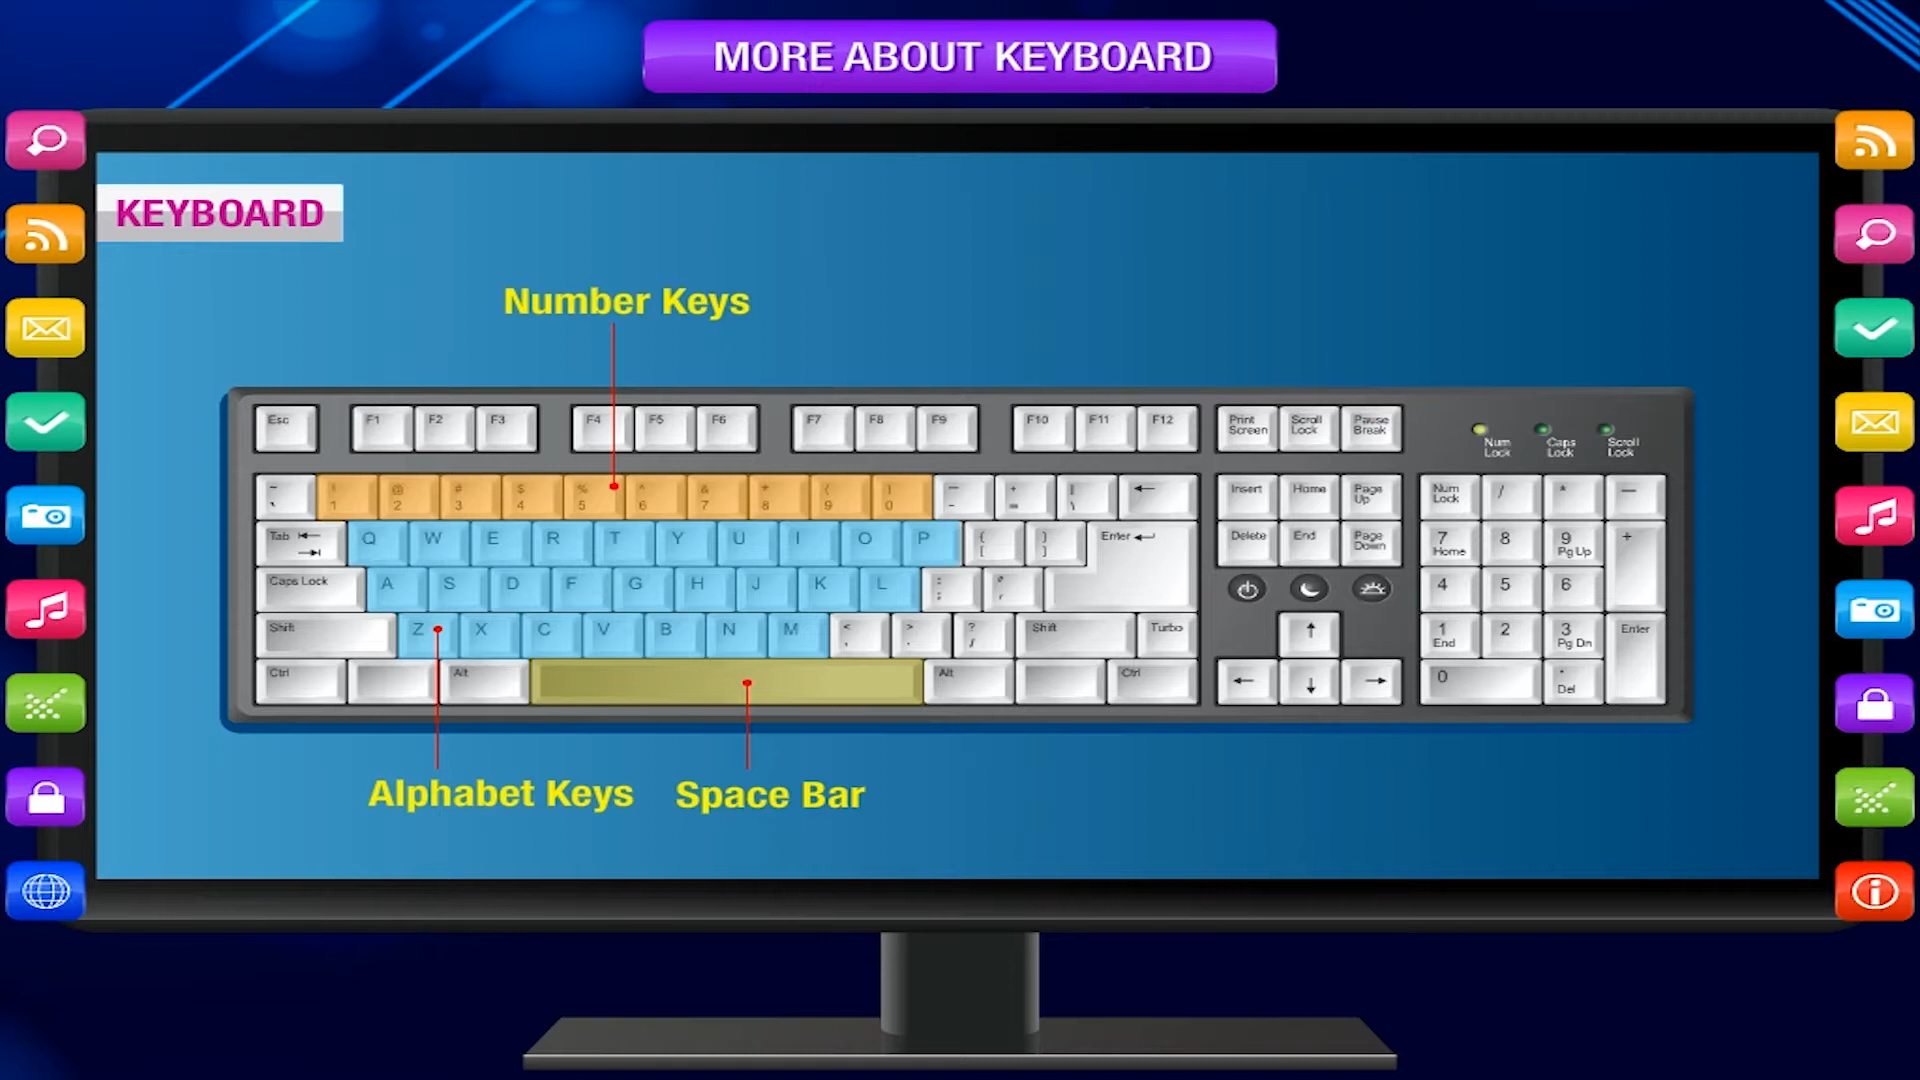 MORE ABOUT KEYBOARD
KEYBOARD
Number Keys
Esc F1 F2 F3 F4 F5 F6 F7 F8 F9 F10 F11 F12 Print Screen Scroll Lock Pause Break
Num Lock Caps Lock Scroll Lock
~ ` ! 1 @ 2 # 3 $ 4 % 5 ^ 6 & 7 * 8 ( 9 ) 0 — - + = | \ ← Insert Home Page Up Num Lock / * —
Tab Q W E R T Y U I O P { [ } ] Enter Delete End Page Down 7 Home 8 9 Pg Up +
Caps Lock A S D F G H J K L : ; 4 5 6
Shift Z X C V B N M < , > . ? / Shift Turbo ↑ 1 End 2 3 Pg Dn Enter
Ctrl Alt Alt Ctrl ← ↓ → 0 . Del
Alphabet Keys Space Bar